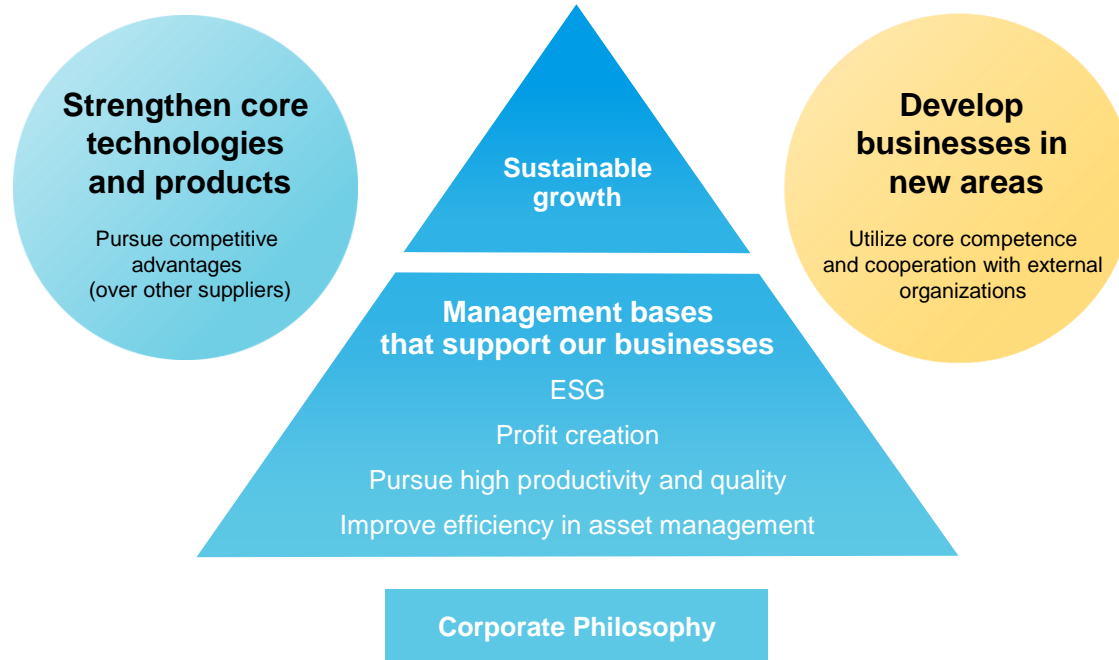 Strengthen core
technologies
and products
Pursue competitive
advantages
(over other suppliers)
Sustainable
growth
Develop
businesses in
new areas
Utilize core competence
and cooperation with external
organizations
Management bases
that support our businesses
ESG
Profit creation
Pursue high productivity and quality
Improve efficiency in asset management
Corporate Philosophy